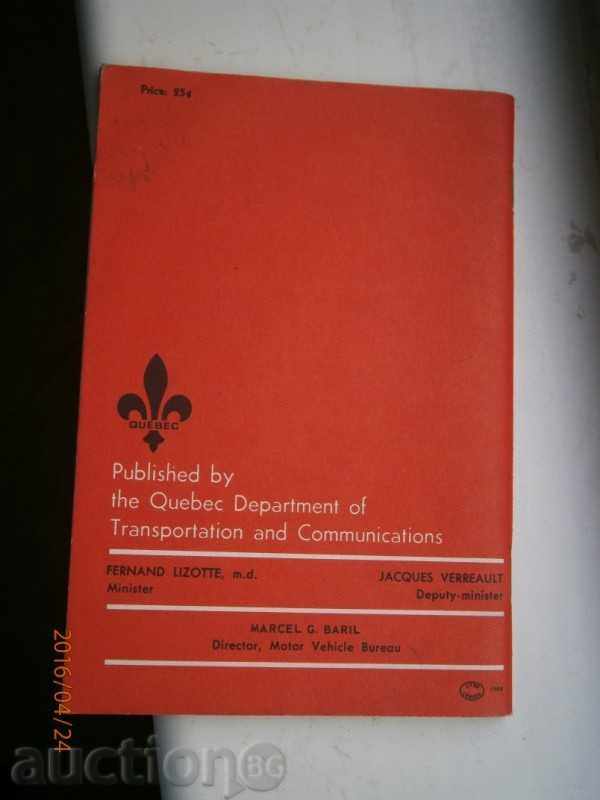 Price: 25¢
QUÉBEC
Published by
the Quebec Department of
Transportation and Communications
FERNAND LIZOTTE, m.d.
Minister
JACQUES VERREAULT
Deputy-minister
MARCEL G. BARIL
Director, Motor Vehicle Bureau
2016/04/24
auction BG